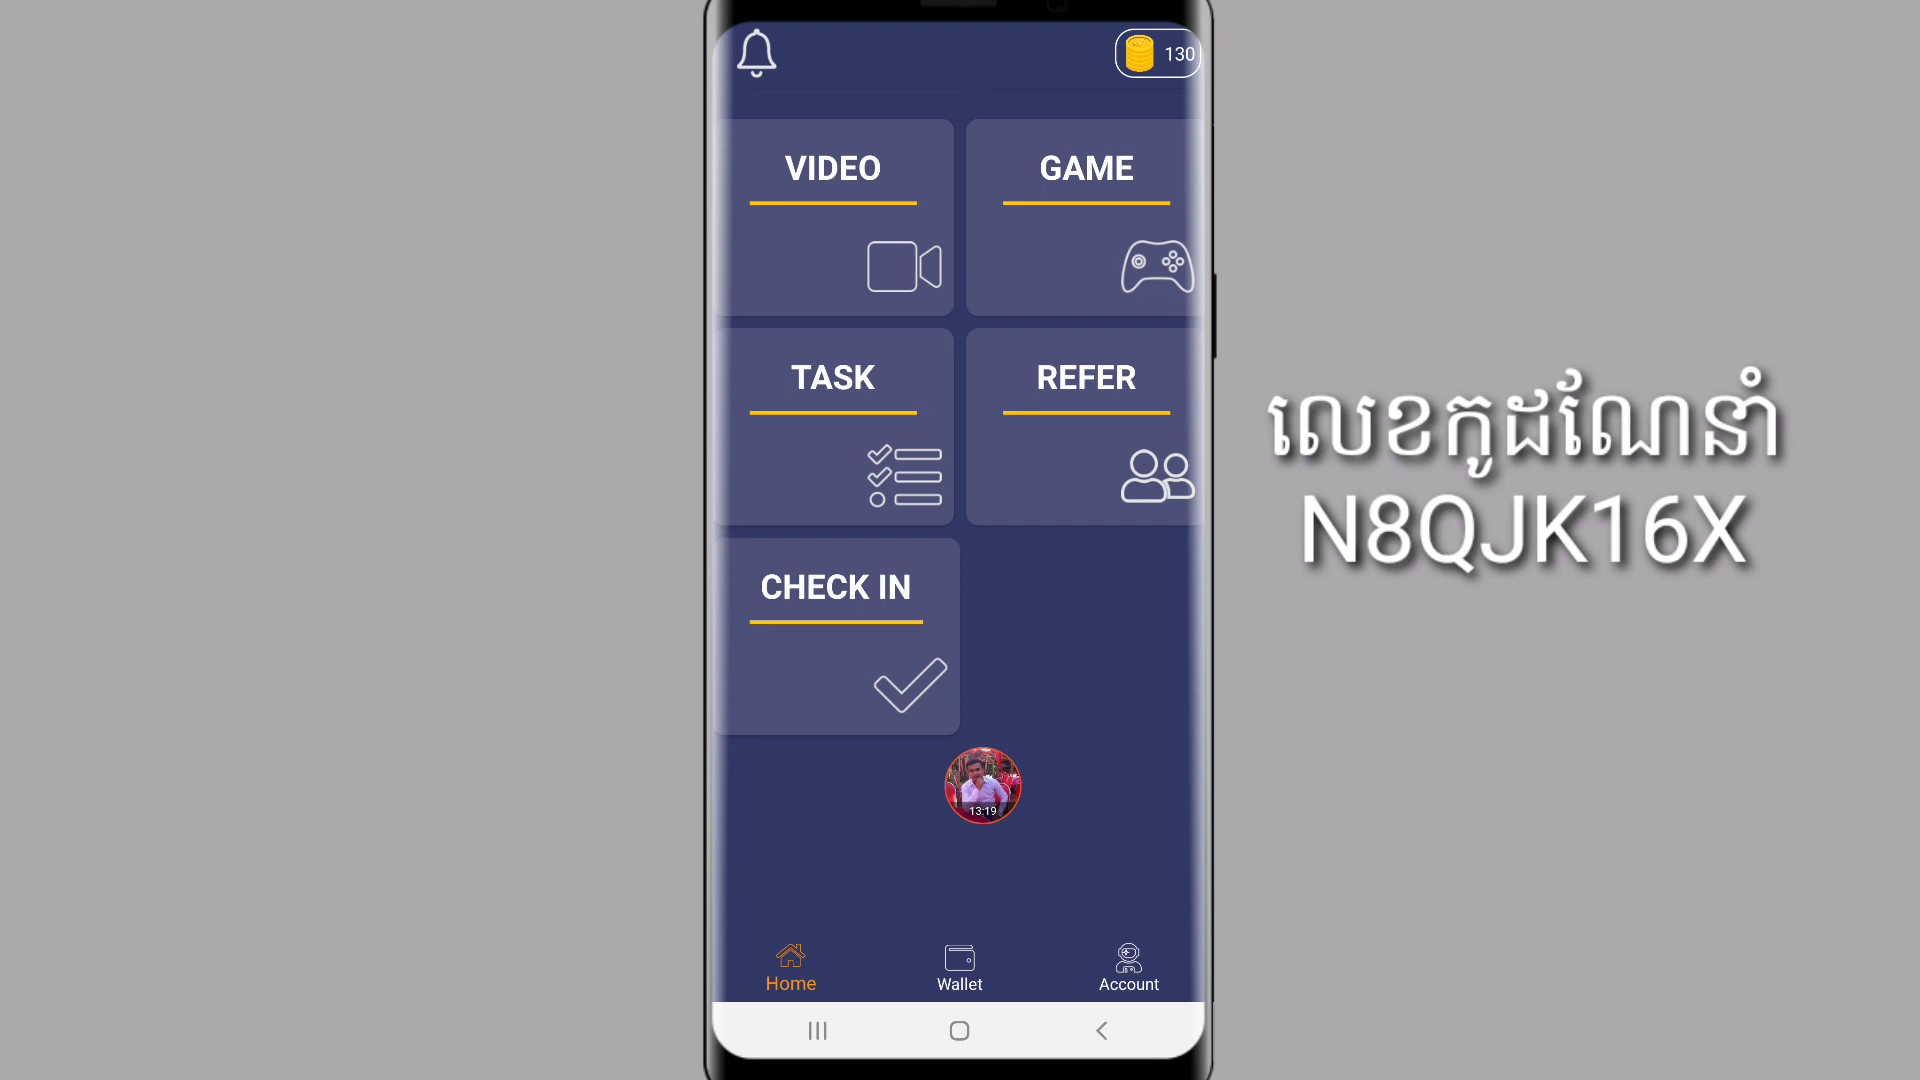 130
VIDEO
GAME
TASK
REFER
CHECK IN
13:19
Home
Wallet
Account
លេខកូដណែនាំ
N8QJK16X